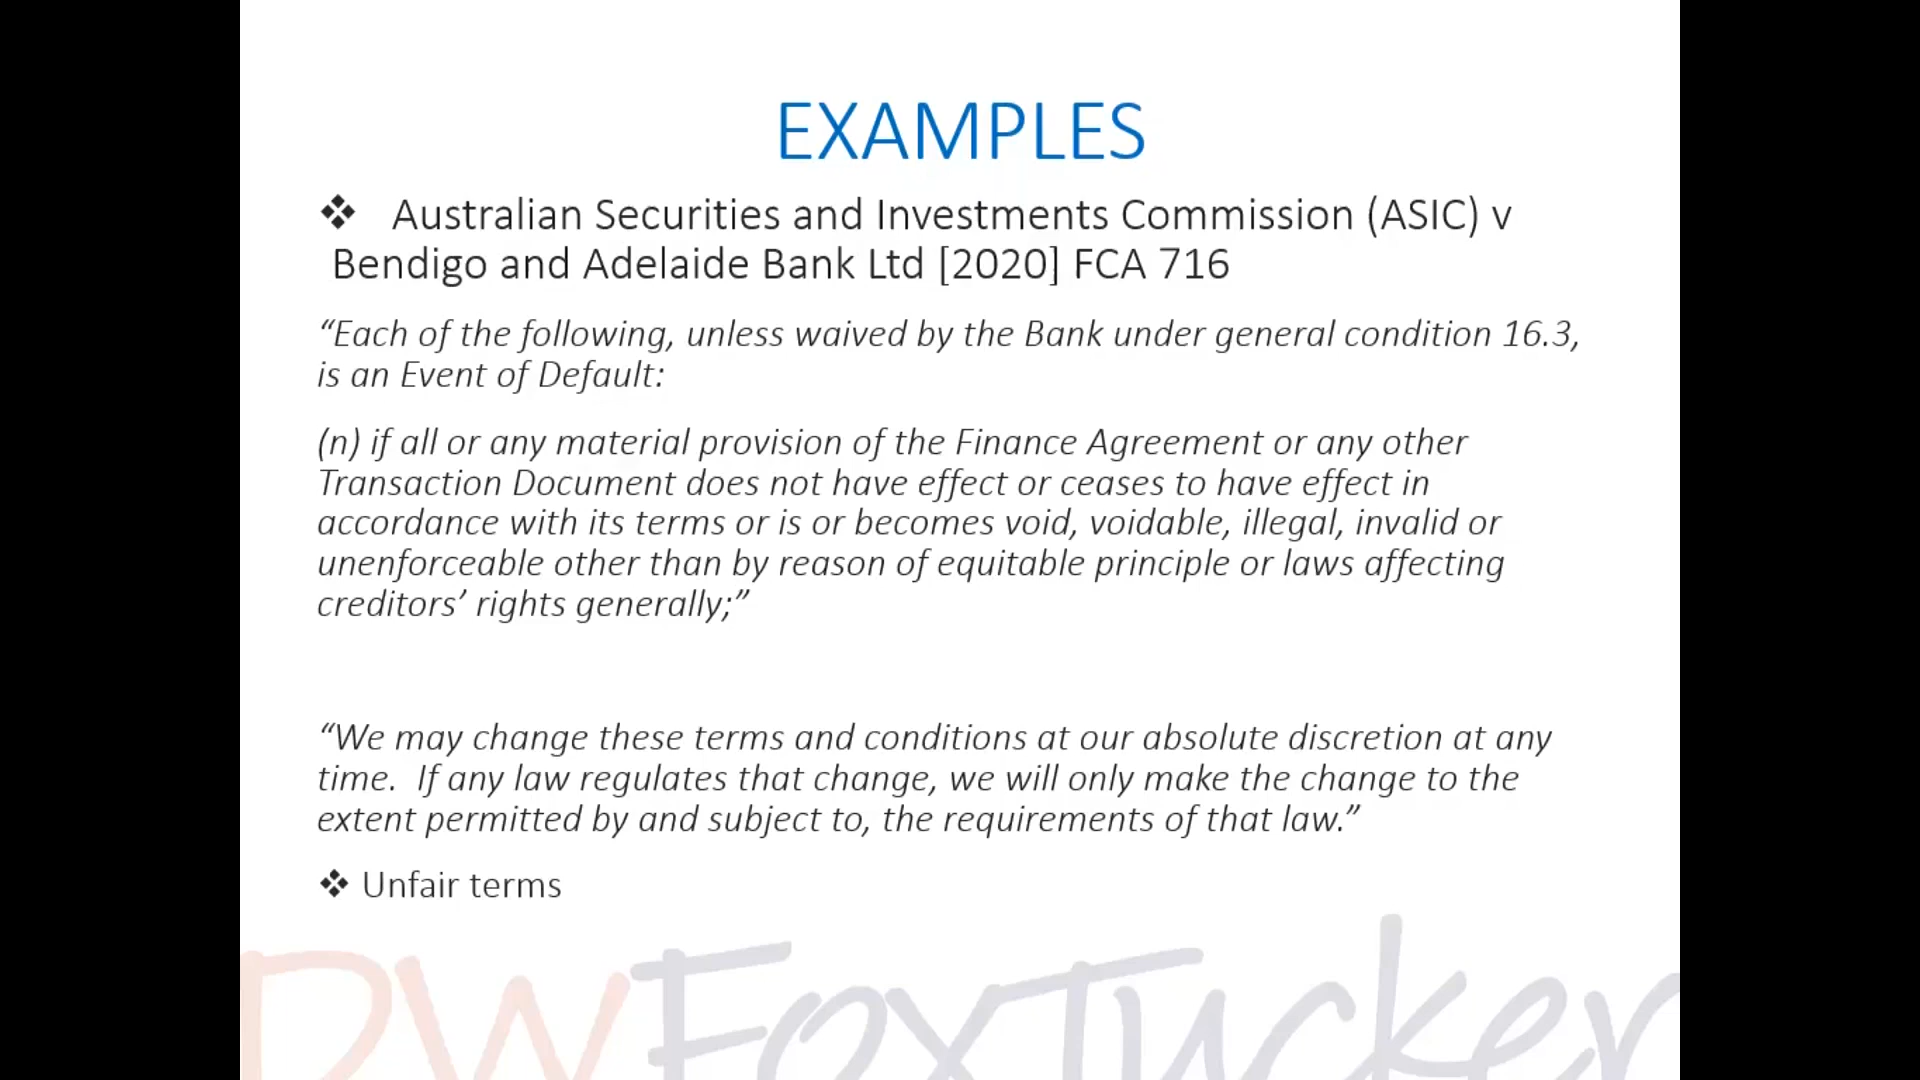 EXAMPLES
❖ Australian Securities and Investments Commission (ASIC) v
Bendigo and Adelaide Bank Ltd [2020] FCA 716
“Each of the following, unless waived by the Bank under general condition 16.3,
is an Event of Default:
(n) if all or any material provision of the Finance Agreement or any other
Transaction Document does not have effect or ceases to have effect in
accordance with its terms or is or becomes void, voidable, illegal, invalid or
unenforceable other than by reason of equitable principle or laws affecting
creditors’ rights generally;”
“We may change these terms and conditions at our absolute discretion at any
time.  If any law regulates that change, we will only make the change to the
extent permitted by and subject to, the requirements of that law.”
❖ Unfair terms
DWFoxTucker